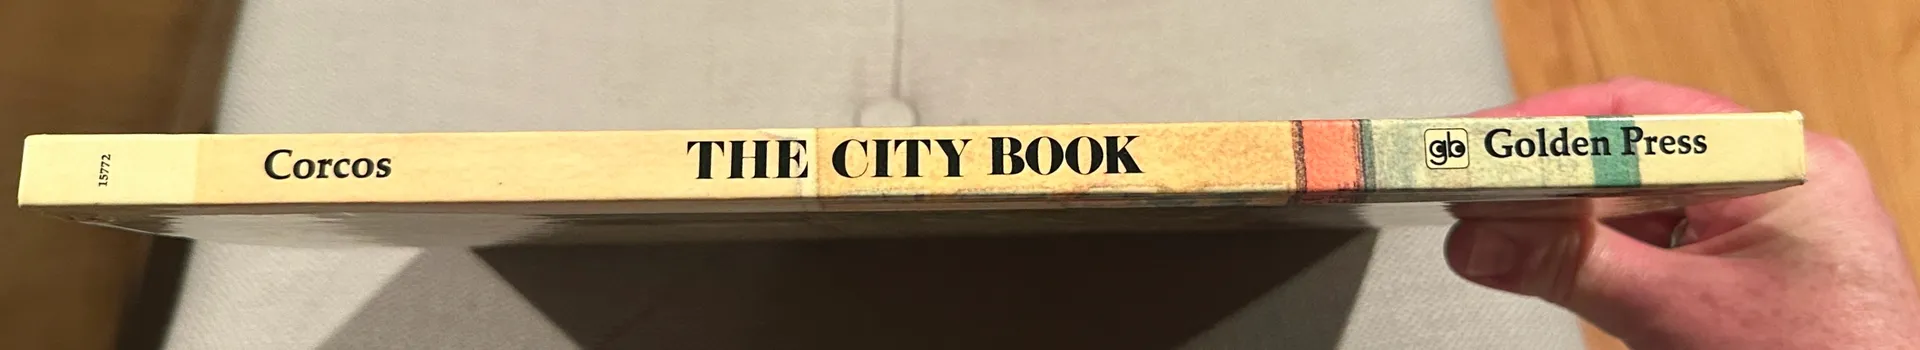 15772
Corcos
THE CITY BOOK
gb Golden Press